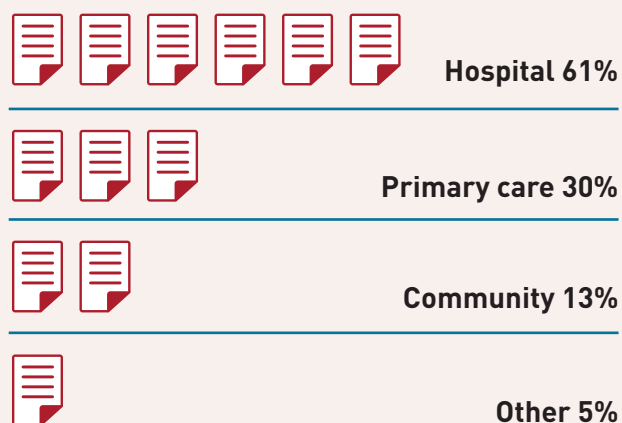 Hospital 61%
Primary care 30%
Community 13%
Other 5%